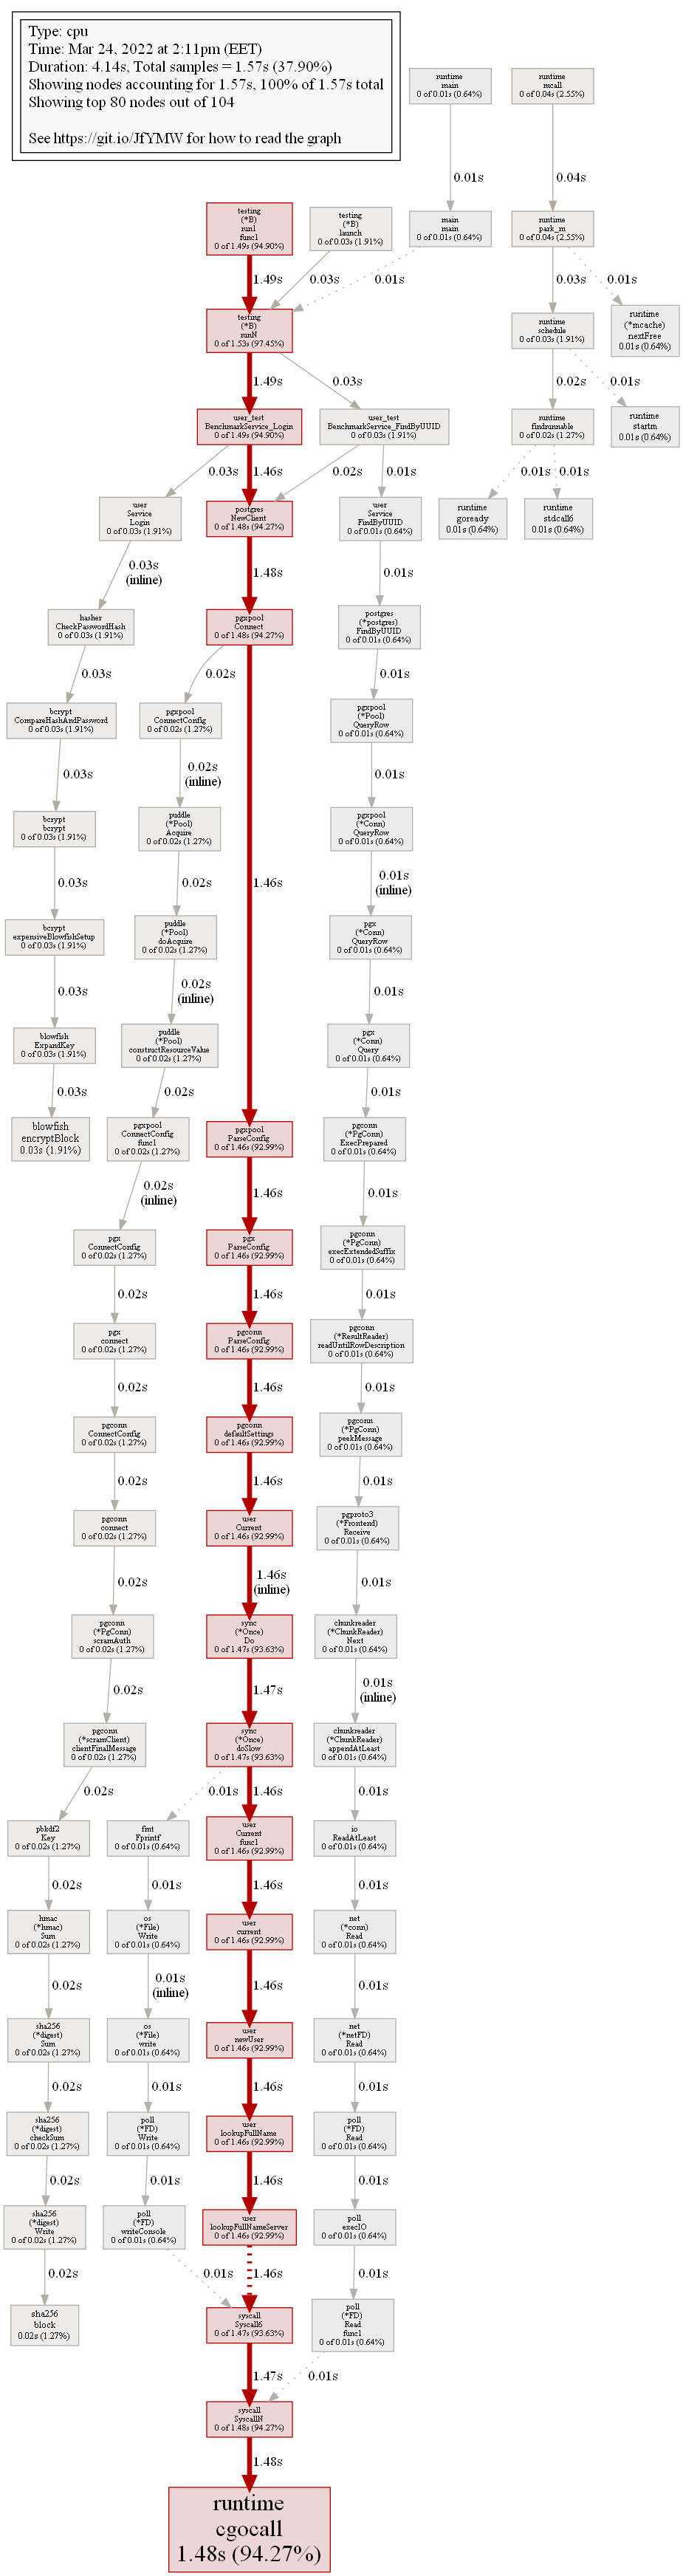 Type: cpu
Time: Mar 24, 2022 at 2:11pm (EET)
Duration: 4.14s, Total samples = 1.57s (37.90%)
Showing nodes accounting for 1.57s, 100% of 1.57s total
Showing top 80 nodes out of 104
See https://git.io/JfYMW for how to read the graph
runtime
main
0 of 0.01s (0.64%)
runtime
mcall
0 of 0.04s (2.55%)
0.01s
0.04s
testing
(*B)
run1
func1
0 of 1.49s (94.90%)
testing
(*B)
launch
0 of 0.03s (1.91%)
main
main
0 of 0.01s (0.64%)
runtime
park_m
0 of 0.04s (2.55%)
1.49s
0.03s
0.01s
0.03s
0.01s
testing
(*B)
runN
0 of 1.53s (97.45%)
runtime
schedule
0 of 0.03s (1.91%)
runtime
(*mcache)
nextFree
0.01s (0.64%)
1.49s
0.03s
0.02s
0.01s
user_test
BenchmarkService_Login
0 of 1.49s (94.90%)
user_test
BenchmarkService_FindByUUID
0 of 0.03s (1.91%)
runtime
findrunnable
0 of 0.02s (1.27%)
runtime
startm
0.01s (0.64%)
0.03s
1.46s
0.02s
0.01s
0.01s
0.01s
user
Service
Login
0 of 0.03s (1.91%)
postgres
NewClient
0 of 1.48s (94.27%)
user
Service
FindByUUID
0 of 0.01s (0.64%)
runtime
goready
0.01s (0.64%)
runtime
stdcall6
0.01s (0.64%)
0.03s
(inline)
1.48s
0.01s
hasher
CheckPasswordHash
0 of 0.03s (1.91%)
pgxpool
Connect
0 of 1.48s (94.27%)
postgres
(*postgres)
FindByUUID
0 of 0.01s (0.64%)
0.03s
0.02s
0.01s
bcrypt
CompareHashAndPassword
0 of 0.03s (1.91%)
pgxpool
ConnectConfig
0 of 0.02s (1.27%)
pgxpool
(*Pool)
QueryRow
0 of 0.01s (0.64%)
0.03s
0.02s
(inline)
0.01s
bcrypt
bcrypt
0 of 0.03s (1.91%)
puddle
(*Pool)
Acquire
0 of 0.02s (1.27%)
pgxpool
(*Conn)
QueryRow
0 of 0.01s (0.64%)
0.03s
0.02s
1.46s
0.01s
(inline)
bcrypt
expensiveBlowfishSetup
0 of 0.03s (1.91%)
puddle
(*Pool)
doAcquire
0 of 0.02s (1.27%)
pgx
(*Conn)
QueryRow
0 of 0.01s (0.64%)
0.03s
0.02s
(inline)
0.01s
blowfish
ExpandKey
0 of 0.03s (1.91%)
puddle
(*Pool)
constructResourceValue
0 of 0.02s (1.27%)
pgx
(*Conn)
Query
0 of 0.01s (0.64%)
0.03s
0.02s
0.01s
blowfish
encryptBlock
0.03s (1.91%)
pgxpool
ConnectConfig
func1
0 of 0.02s (1.27%)
pgxpool
ParseConfig
0 of 1.46s (92.99%)
pgconn
(*PgConn)
ExecPrepared
0 of 0.01s (0.64%)
0.02s
(inline)
1.46s
0.01s
pgx
ConnectConfig
0 of 0.02s (1.27%)
pgx
ParseConfig
0 of 1.46s (92.99%)
pgconn
(*PgConn)
execExtendedSuffix
0 of 0.01s (0.64%)
0.02s
1.46s
0.01s
pgx
connect
0 of 0.02s (1.27%)
pgconn
ParseConfig
0 of 1.46s (92.99%)
pgconn
(*ResultReader)
readUntilRowDescription
0 of 0.01s (0.64%)
0.02s
1.46s
0.01s
pgconn
ConnectConfig
0 of 0.02s (1.27%)
pgconn
defaultSettings
0 of 1.46s (92.99%)
pgconn
(*PgConn)
peekMessage
0 of 0.01s (0.64%)
0.02s
1.46s
0.01s
pgconn
connect
0 of 0.02s (1.27%)
user
Current
0 of 1.46s (92.99%)
pgproto3
(*Frontend)
Receive
0 of 0.01s (0.64%)
0.02s
1.46s
(inline)
0.01s
pgconn
(*PgConn)
scramAuth
0 of 0.02s (1.27%)
sync
(*Once)
Do
0 of 1.47s (93.63%)
chunkreader
(*ChunkReader)
Next
0 of 0.01s (0.64%)
0.02s
1.47s
0.01s
(inline)
pgconn
(*scramClient)
clientFinalMessage
0 of 0.02s (1.27%)
sync
(*Once)
doSlow
0 of 1.47s (93.63%)
chunkreader
(*ChunkReader)
appendAtLeast
0 of 0.01s (0.64%)
0.02s
0.01s
1.46s
0.01s
pbkdf2
Key
0 of 0.02s (1.27%)
fmt
Fprintf
0 of 0.01s (0.64%)
user
Current
func1
0 of 1.46s (92.99%)
io
ReadAtLeast
0 of 0.01s (0.64%)
0.02s
0.01s
1.46s
0.01s
hmac
(*hmac)
Sum
0 of 0.02s (1.27%)
os
(*File)
Write
0 of 0.01s (0.64%)
user
current
0 of 1.46s (92.99%)
net
(*conn)
Read
0 of 0.01s (0.64%)
0.02s
0.01s
(inline)
1.46s
0.01s
sha256
(*digest)
Sum
0 of 0.02s (1.27%)
os
(*File)
write
0 of 0.01s (0.64%)
user
newUser
0 of 1.46s (92.99%)
net
(*netFD)
Read
0 of 0.01s (0.64%)
0.02s
0.01s
1.46s
0.01s
sha256
(*digest)
checkSum
0 of 0.02s (1.27%)
poll
(*FD)
Write
0 of 0.01s (0.64%)
user
lookupFullName
0 of 1.46s (92.99%)
poll
(*FD)
Read
0 of 0.01s (0.64%)
0.02s
0.01s
1.46s
0.01s
sha256
(*digest)
Write
0 of 0.02s (1.27%)
poll
(*FD)
writeConsole
0 of 0.01s (0.64%)
user
lookupFullNameServer
0 of 1.46s (92.99%)
poll
execIO
0 of 0.01s (0.64%)
0.02s
0.01s
1.46s
0.01s
sha256
block
0.02s (1.27%)
syscall
Syscall6
0 of 1.47s (93.63%)
poll
(*FD)
Read
func1
0 of 0.01s (0.64%)
1.47s
0.01s
syscall
SyscallN
0 of 1.48s (94.27%)
1.48s
runtime
cgocall
1.48s (94.27%)